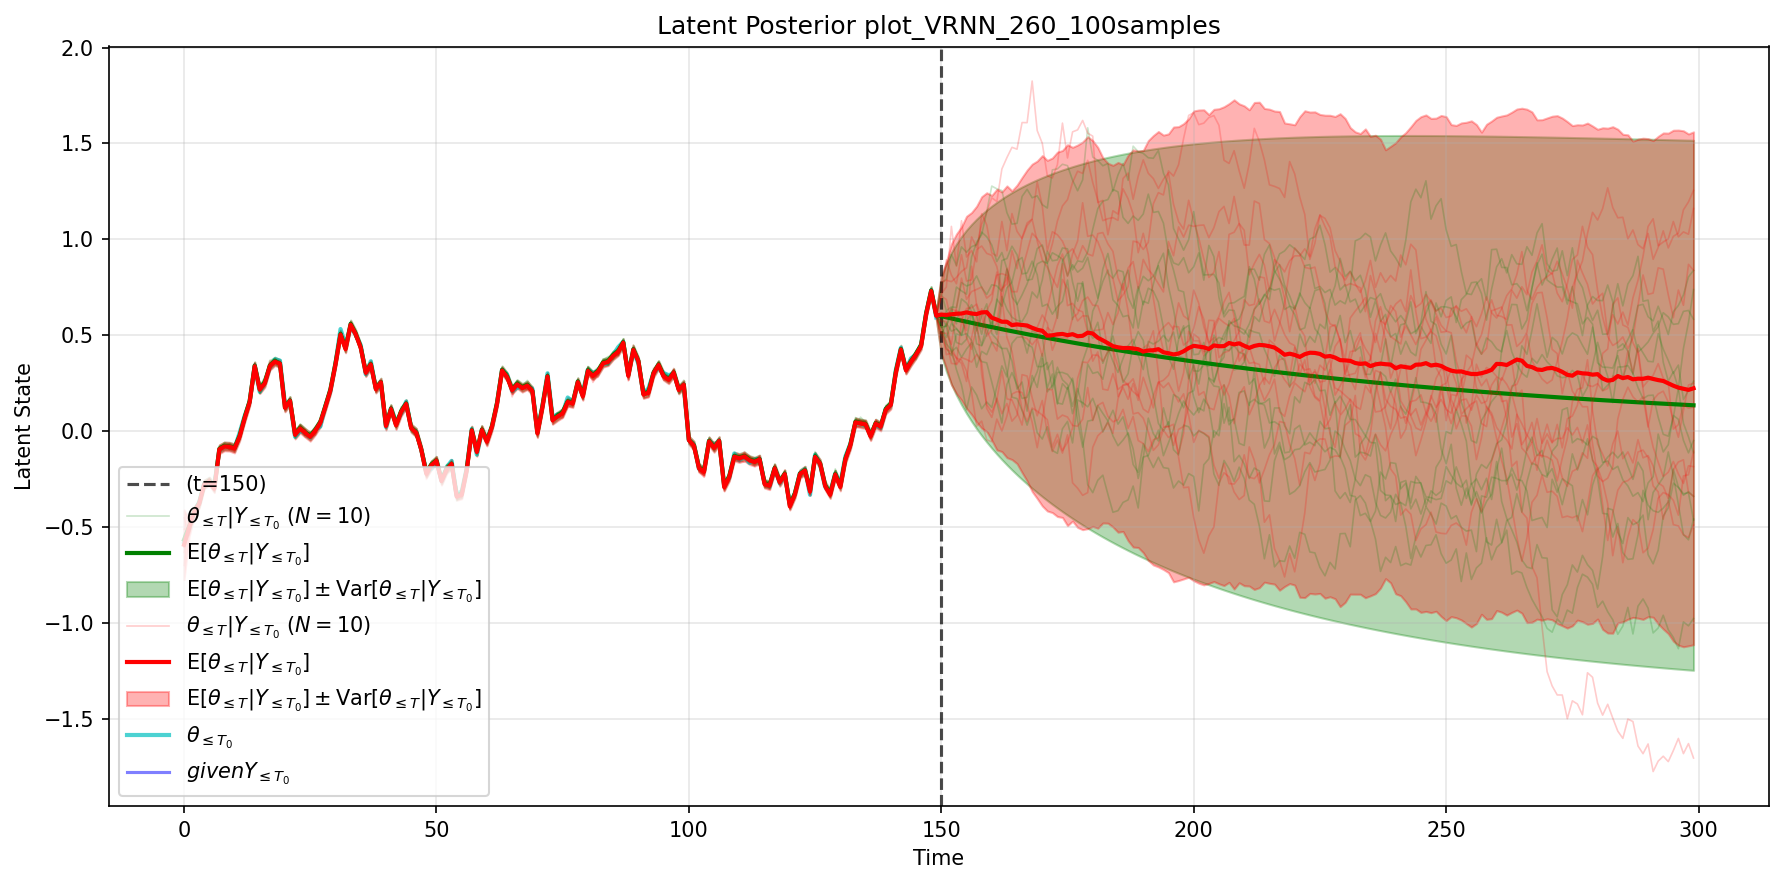 Latent Posterior plot_VRNN_260_100samples
2.0
1.5
1.0
0.5
0.0
−0.5
−1.0
−1.5
Latent State
(t=150)
θ≤T|Y≤T₀ (N = 10)
E[θ≤T|Y≤T₀]
E[θ≤T|Y≤T₀] ± Var[θ≤T|Y≤T₀]
θ≤T|Y≤T₀ (N = 10)
E[θ≤T|Y≤T₀]
E[θ≤T|Y≤T₀] ± Var[θ≤T|Y≤T₀]
θ≤T₀
givenY≤T₀
0 50 100 150 200 250 300
Time